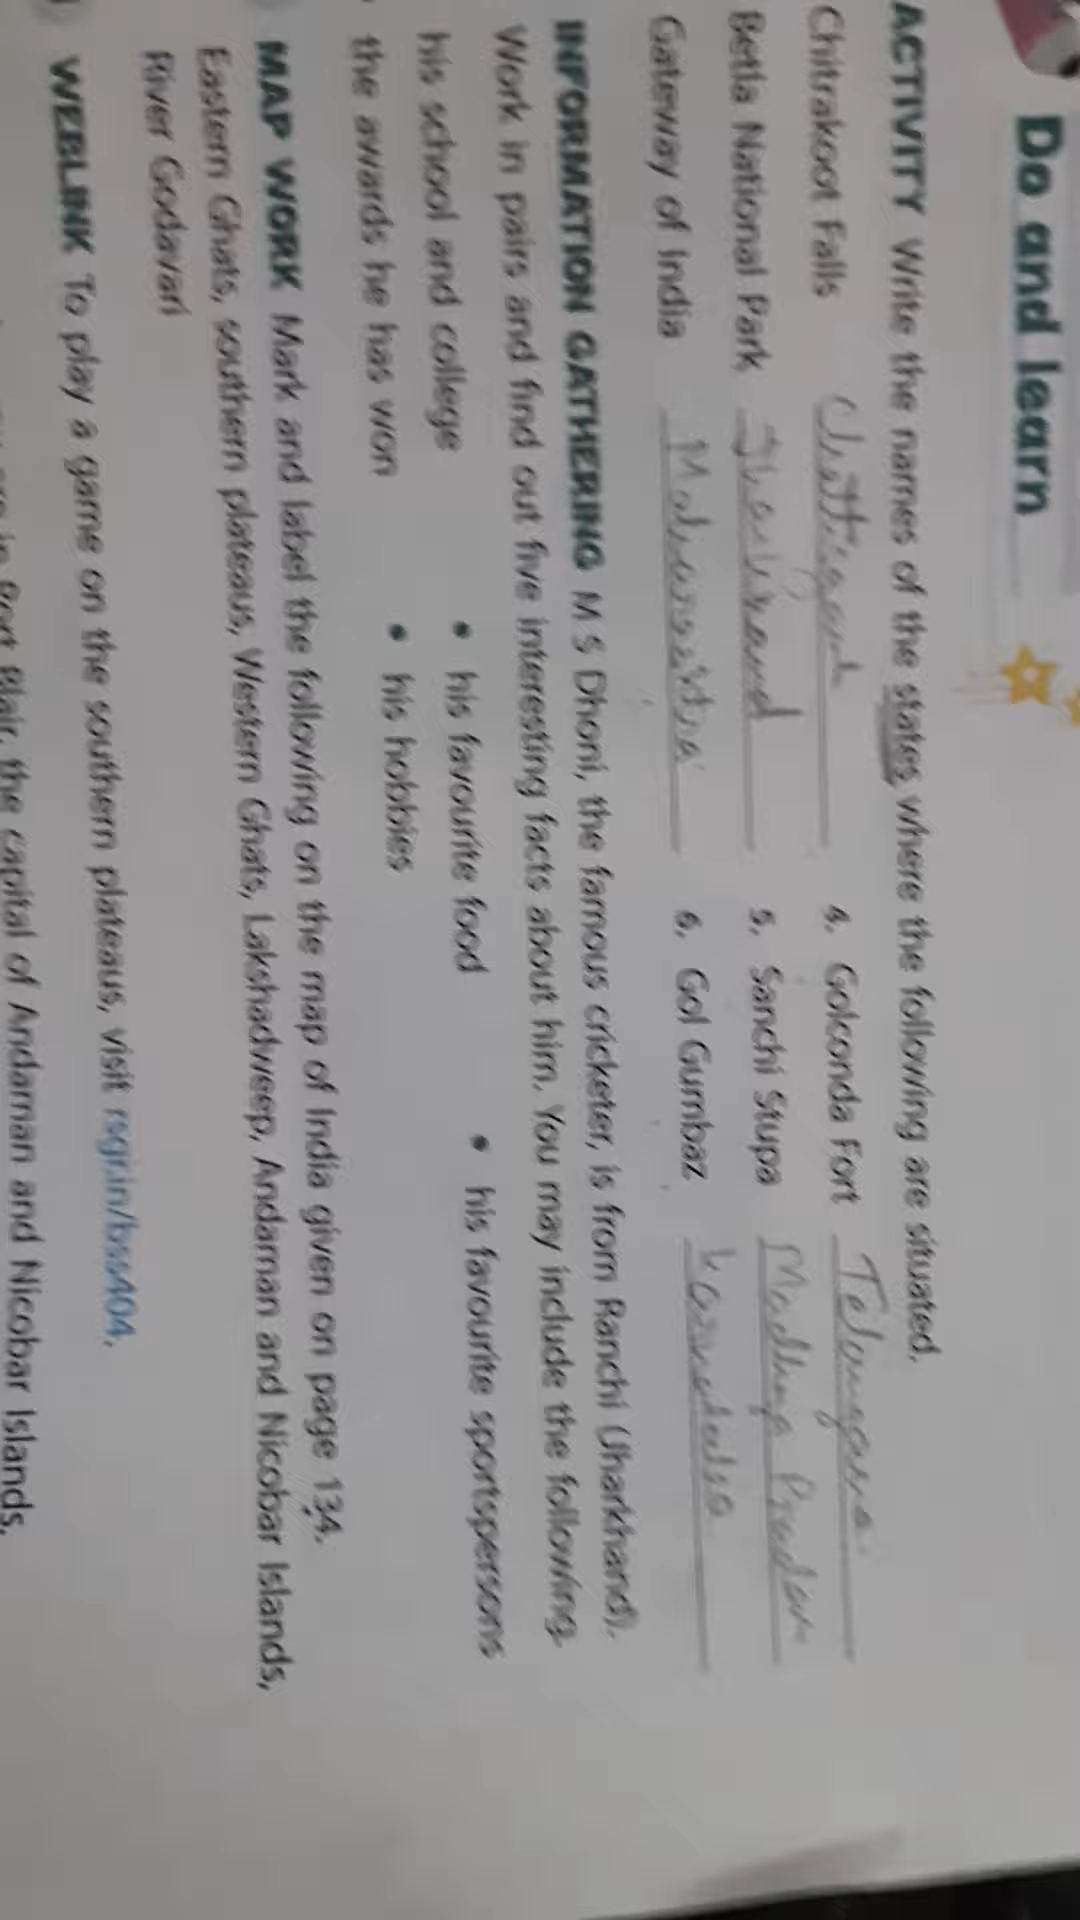 Do and learn
ACTIVITY Write the names of the states where the following are situated.
Chitrakoot Falls 4. Golconda Fort Telangana.
Betla National Park Jharkhand 5. Sanchi Stupa Madhya Pradesh
Gateway of India 6. Gol Gumbaz
INFORMATION GATHERING M S Dhoni, the famous cricketer, is from Ranchi (Jharkhand).
Work in pairs and find out five interesting facts about him. You may include the following.
his school and college • his favourite food • his favourite sportspersons
the awards he has won • his hobbies
MAP WORK Mark and label the following on the map of India given on page 134.
Eastern Ghats, southern plateaus, Western Ghats, Lakshadweep, Andaman and Nicobar Islands,
River Godavari
WEBLINK To play a game on the southern plateaus, visit rsgr.in/bss404.
in Port Blair, the capital of Andaman and Nicobar Islands.